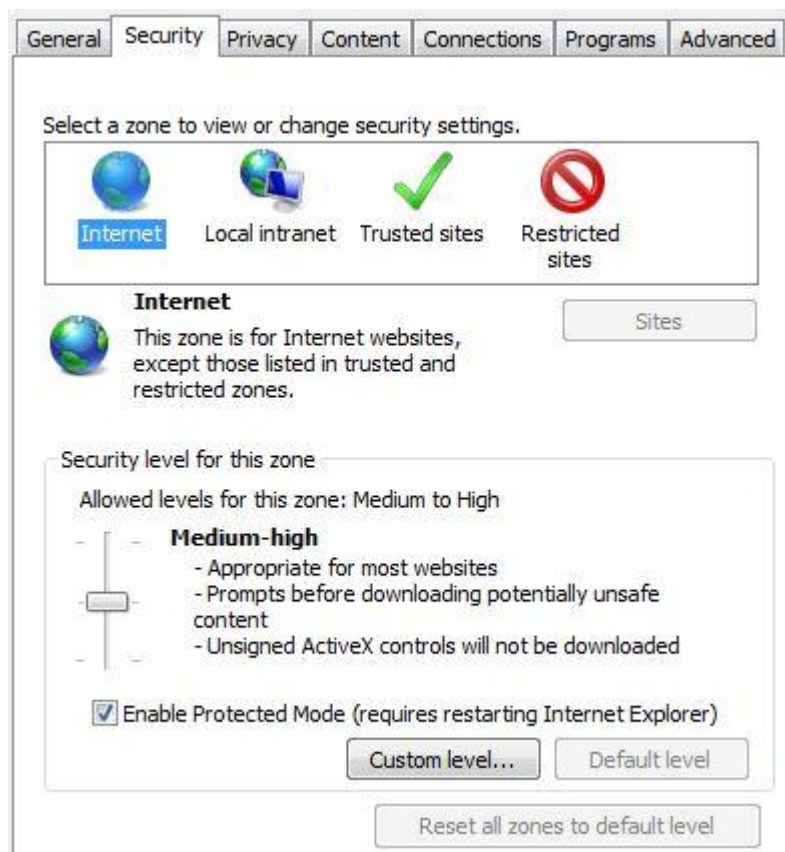 General Security Privacy Content Connections Programs Advanced
Select a zone to view or change security settings.
Internet Local intranet Trusted sites Restricted
sites
Internet
Sites
This zone is for Internet websites,
except those listed in trusted and
restricted zones.
Security level for this zone
Allowed levels for this zone: Medium to High
Medium-high
- Appropriate for most websites
- Prompts before downloading potentially unsafe
content
- Unsigned ActiveX controls will not be downloaded
Enable Protected Mode (requires restarting Internet Explorer)
Custom level... Default level
Reset all zones to default level